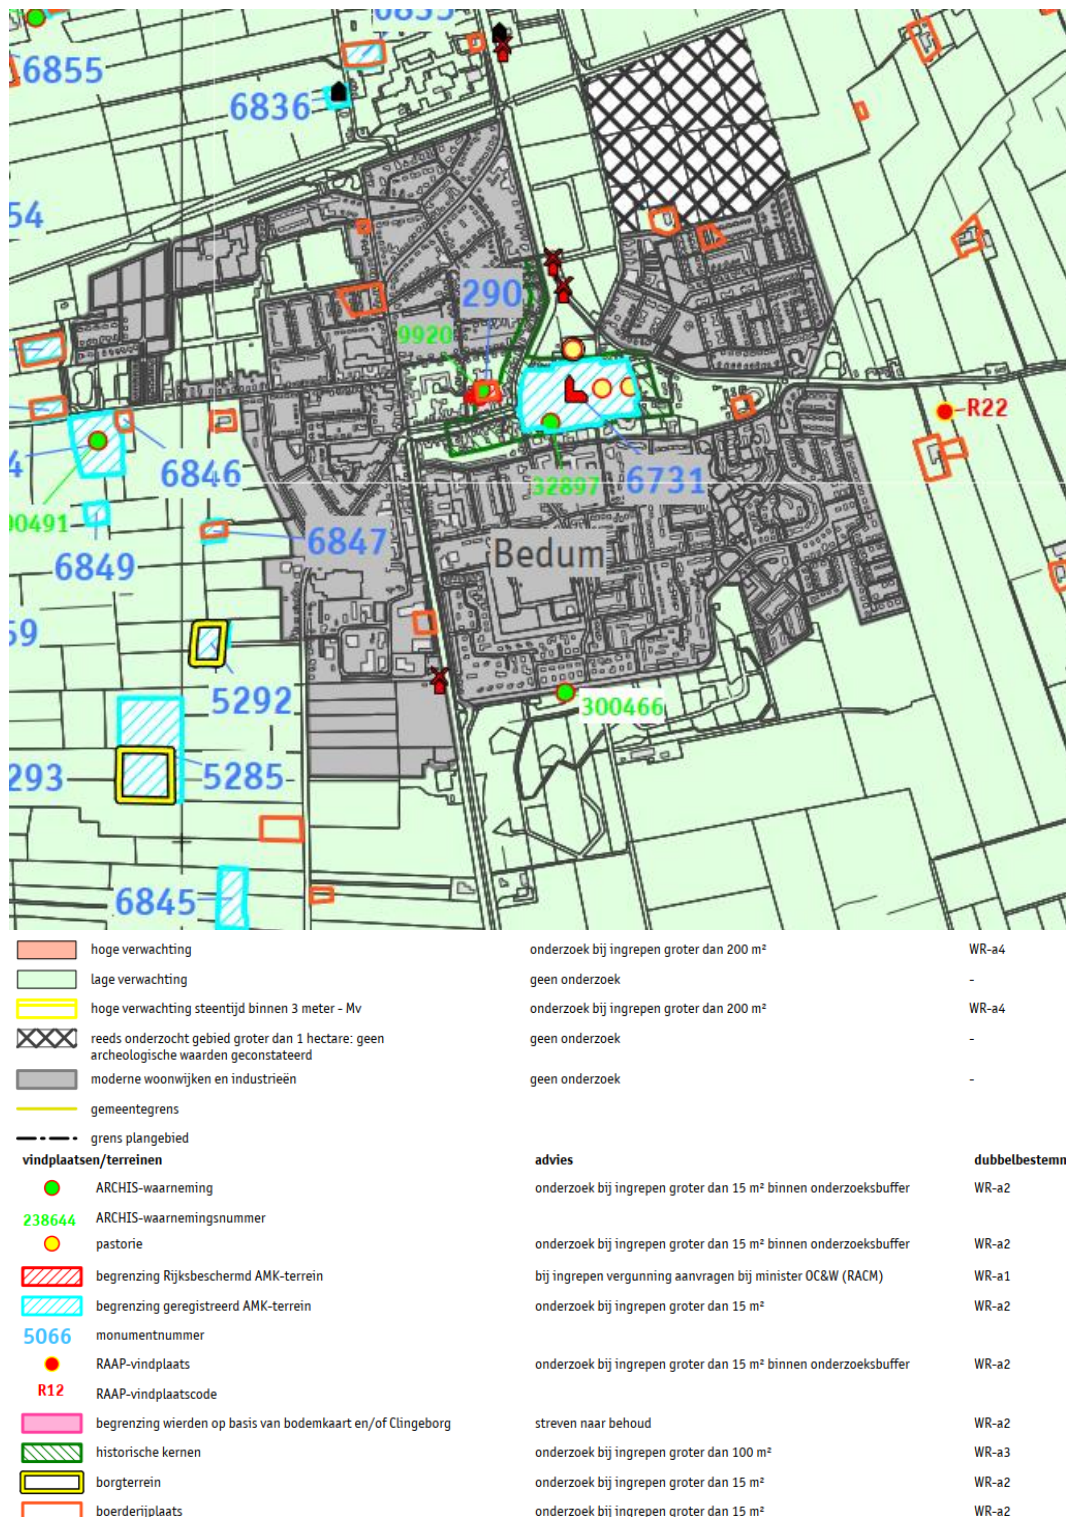 6855
6836
54
290
9920
R22
4
6846
00491
6849
6847
32897
6731
Bedum
59
5292
300466
293
5285
6845
hoge verwachting onderzoek bij ingrepen groter dan 200 m² WR-a4
lage verwachting geen onderzoek -
hoge verwachting steentijd binnen 3 meter - Mv onderzoek bij ingrepen groter dan 200 m² WR-a4
reeds onderzocht gebied groter dan 1 hectare: geen geen onderzoek -
archeologische waarden geconstateerd
moderne woonwijken en industrieën geen onderzoek -
gemeentegrens
grens plangebied
vindplaatsen/terreinen advies dubbelbestemn
ARCHIS-waarneming onderzoek bij ingrepen groter dan 15 m² binnen onderzoeksbuffer WR-a2
238644 ARCHIS-waarnemingsnummer
pastorie onderzoek bij ingrepen groter dan 15 m² binnen onderzoeksbuffer WR-a2
begrenzing Rijksbeschermd AMK-terrein bij ingrepen vergunning aanvragen bij minister OC&W (RACM) WR-a1
begrenzing geregistreerd AMK-terrein onderzoek bij ingrepen groter dan 15 m² WR-a2
5066 monumentnummer
RAAP-vindplaats onderzoek bij ingrepen groter dan 15 m² binnen onderzoeksbuffer WR-a2
R12 RAAP-vindplaatscode
begrenzing wierden op basis van bodemkaart en/of Clingeborg streven naar behoud WR-a2
historische kernen onderzoek bij ingrepen groter dan 100 m² WR-a3
borgterrein onderzoek bij ingrepen groter dan 15 m² WR-a2
boerderijplaats onderzoek bij ingrepen groter dan 15 m² WR-a2